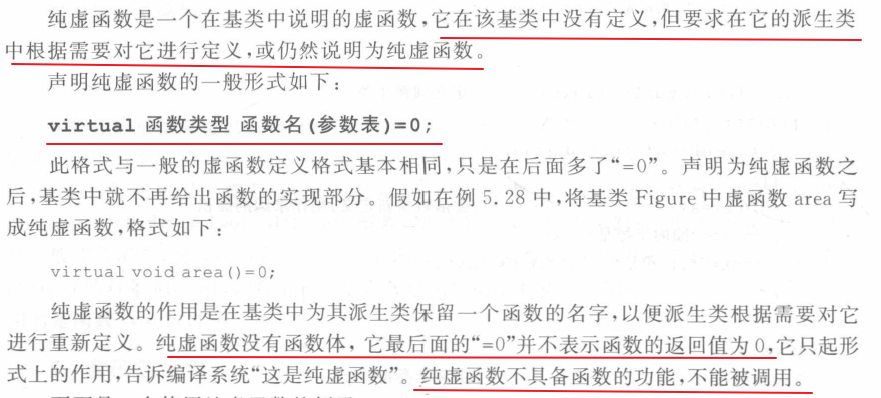 纯虚函数是一个在基类中说明的虚函数,它在该基类中没有定义,但要求在它的派生类
中根据需要对它进行定义,或仍然说明为纯虚函数。
声明纯虚函数的一般形式如下:
virtual 函数类型 函数名(参数表)=0;
此格式与一般的虚函数定义格式基本相同,只是在后面多了“=0”。声明为纯虚函数之
后,基类中就不再给出函数的实现部分。假如在例 5.28 中,将基类 Figure 中虚函数 area 写
成纯虚函数,格式如下:
virtual void area()=0;
纯虚函数的作用是在基类中为其派生类保留一个函数的名字,以便派生类根据需要对它
进行重新定义。纯虚函数没有函数体,它最后面的“=0”并不表示函数的返回值为 0,它只起形
式上的作用,告诉编译系统“这是纯虚函数”。纯虚函数不具备函数的功能,不能被调用。